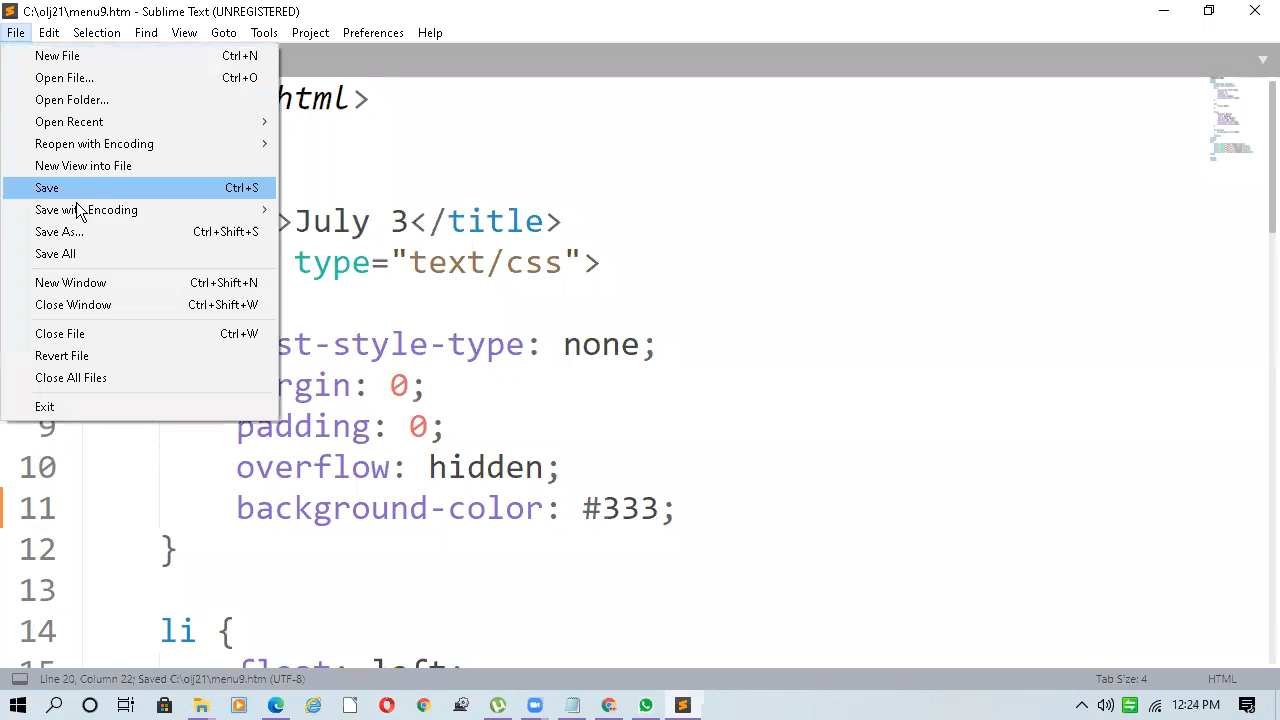 C:\olj21\menu9.htm - Sublime Text (UNREGISTERED)
File Edit Selection Find View Goto Tools Project Preferences Help
New File Ctrl+N
Open File... Ctrl+O
Open Folder...
Open Recent
Reopen with Encoding
New View into File
Save Ctrl+S
Save with Encoding
Save As... Ctrl+Shift+S
Save All
New Window Ctrl+Shift+N
Close Window Ctrl+Shift+W
Close File Ctrl+W
Revert File
Close All Files
Exit
html>
>July 3</title>
type="text/css">
st-style-type: none;
rgin: 0;
9 padding: 0;
10 overflow: hidden;
11 background-color: #333;
12 }
13
14 li {
15 float: left;
Line 20, Column 22; Saved C:\olj21\menu9.htm (UTF-8) Tab Size: 4 HTML
12:24 PM